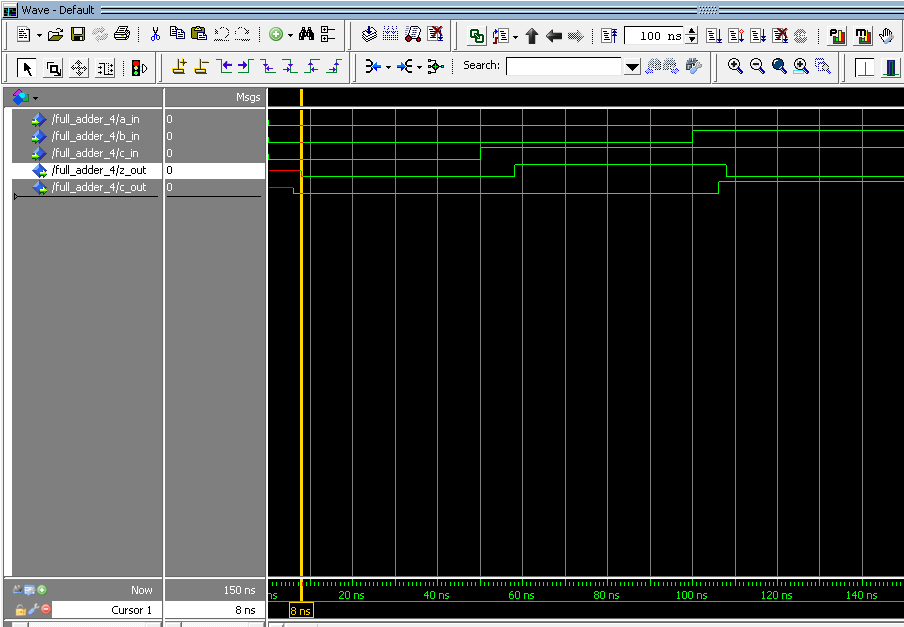 Wave - Default
100 ns
Search:
Msgs
/full_adder_4/a_in 0
/full_adder_4/b_in 0
/full_adder_4/c_in 0
/full_adder_4/z_out 0
/full_adder_4/c_out 0
Now 150 ns ns 20 ns 40 ns 60 ns 80 ns 100 ns 120 ns 140 ns
Cursor 1 8 ns 8 ns